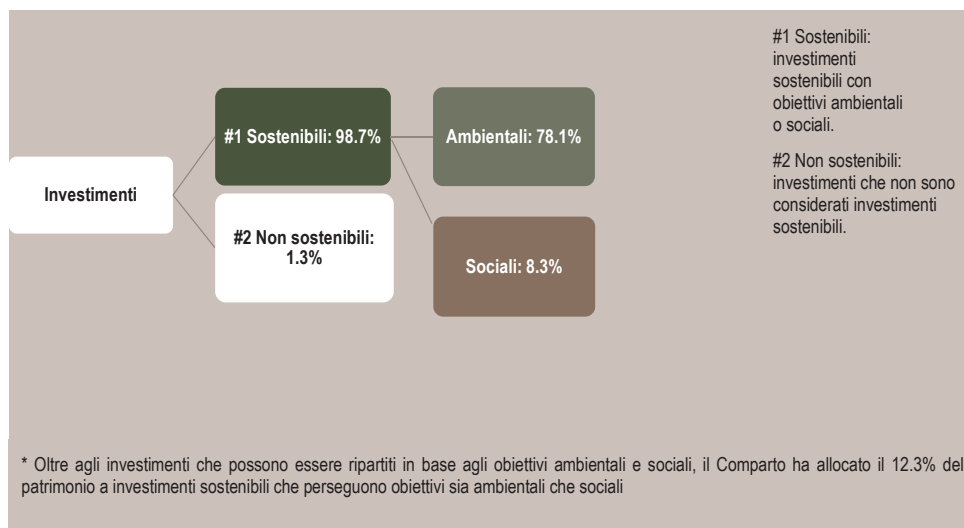 #1 Sostenibili:
investimenti
sostenibili con
obiettivi ambientali
o sociali.
#2 Non sostenibili:
investimenti che non sono
considerati investimenti
sostenibili.
Investimenti
#1 Sostenibili: 98.7%
#2 Non sostenibili:
1.3%
Ambientali: 78.1%
Sociali: 8.3%
* Oltre agli investimenti che possono essere ripartiti in base agli obiettivi ambientali e sociali, il Comparto ha allocato il 12.3% del
patrimonio a investimenti sostenibili che perseguono obiettivi sia ambientali che sociali